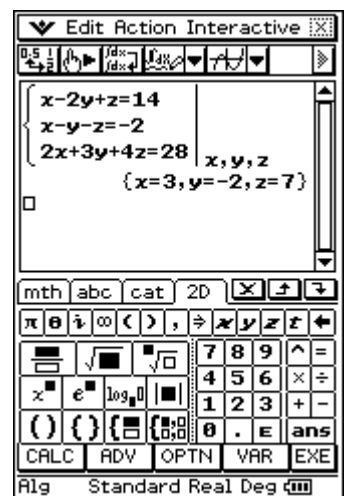 Edit Action Interactive
x-2y+z=14
x-y-z=-2
2x+3y+4z=28 x,y,z
{x=3,y=-2,z=7}
mth abc cat 2D
π θ i ∞ ( ) , ⇒ x y z t
7 8 9 ^ =
x e log 4 5 6 × ÷
1 2 3 + -
( ) { } 0 . E ans
CALC ADV OPTN VAR EXE
Alg Standard Real Deg